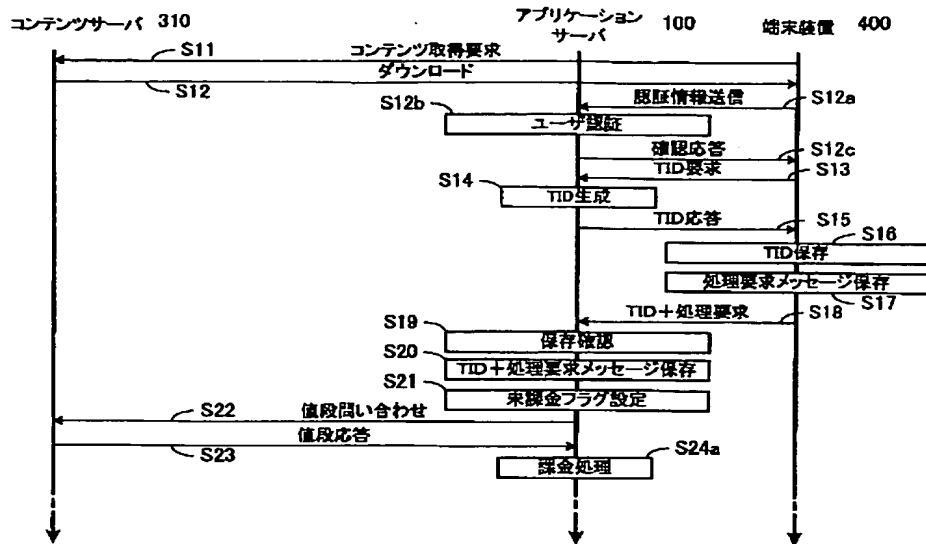 コンテンツサーバ 310
アプリケーション
サーバ 100
端末装置 400
S11 コンテンツ取得要求
ダウンロード
S12
認証情報送信 S12a
S12b
ユーザ認証
確認応答 S12c
TID要求 S13
S14
TID生成
TID応答 S15
S16
TID保存
処理要求メッセージ保存
S17
TID+処理要求 S18
S19
保存確認
S20
TID+処理要求メッセージ保存
S21
未課金フラグ設定
S22 値段問い合わせ
値段応答
S23
課金処理 S24a